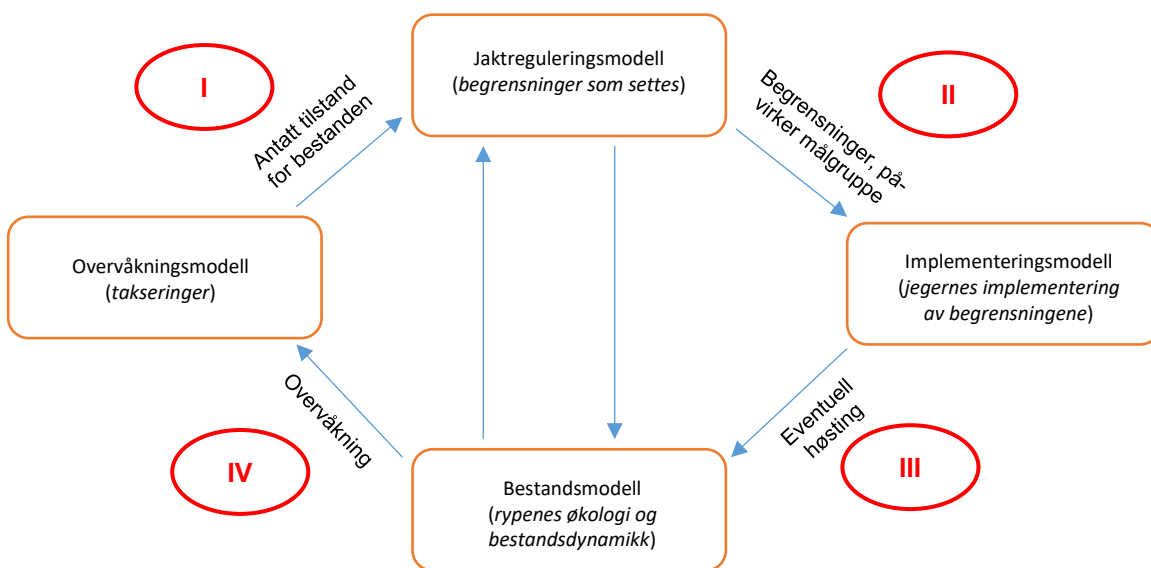 Jaktreguleringsmodell
(begrensninger som settes)
I
II
Antatt tilstand
for bestanden
Begrensninger, på-
virker målgruppe
Overvåkningsmodell
(takseringer)
Implementeringsmodell
(jegernes implementering
av begrensningene)
Overvåkning
Eventuell
høsting
IV
III
Bestandsmodell
(rypenes økologi og
bestandsdynamikk)